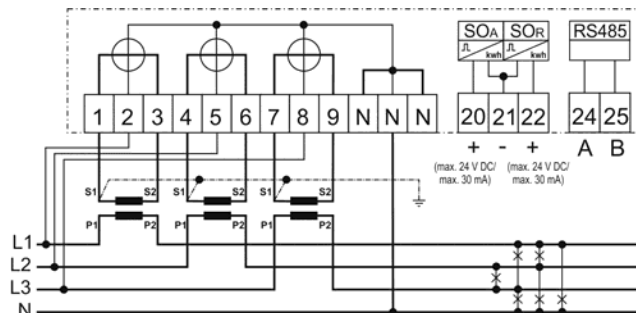 SOA SOR
kwh kwh
RS485
1 2 3 4 5 6 7 8 9 N N N
20 21 22
24 25
+ - +
A B
(max. 24 V DC/ max. 30 mA) (max. 24 V DC/ max. 30 mA)
S1 S2 S1 S2 S1 S2
P1 P2 P1 P2 P1 P2
L1
L2
L3
N